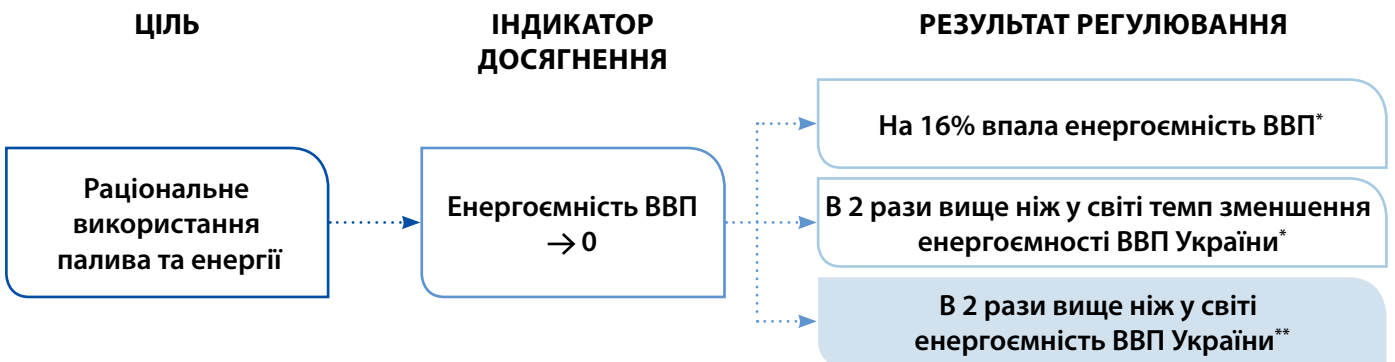 ЦІЛЬ
ІНДИКАТОР
ДОСЯГНЕННЯ
РЕЗУЛЬТАТ РЕГУЛЮВАННЯ
Раціональне
використання
палива та енергії
Енергоємність ВВП
→ 0
На 16% впала енергоємність ВВП*
В 2 рази вище ніж у світі темп зменшення
енергоємності ВВП України*
В 2 рази вище ніж у світі
енергоємність ВВП України**